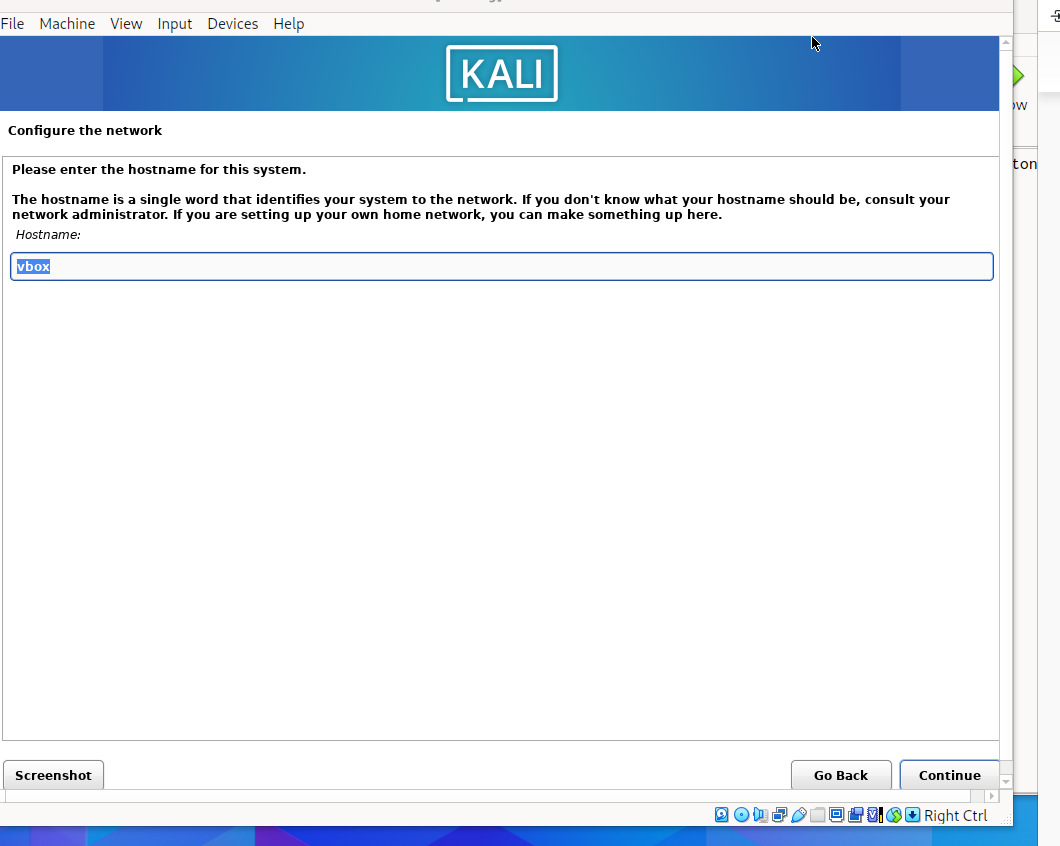 File Machine View Input Devices Help
KALI
ow
Configure the network
ton
Please enter the hostname for this system.
The hostname is a single word that identifies your system to the network. If you don't know what your hostname should be, consult your
network administrator. If you are setting up your own home network, you can make something up here.
Hostname:
vbox
Screenshot
Go Back
Continue
Right Ctrl